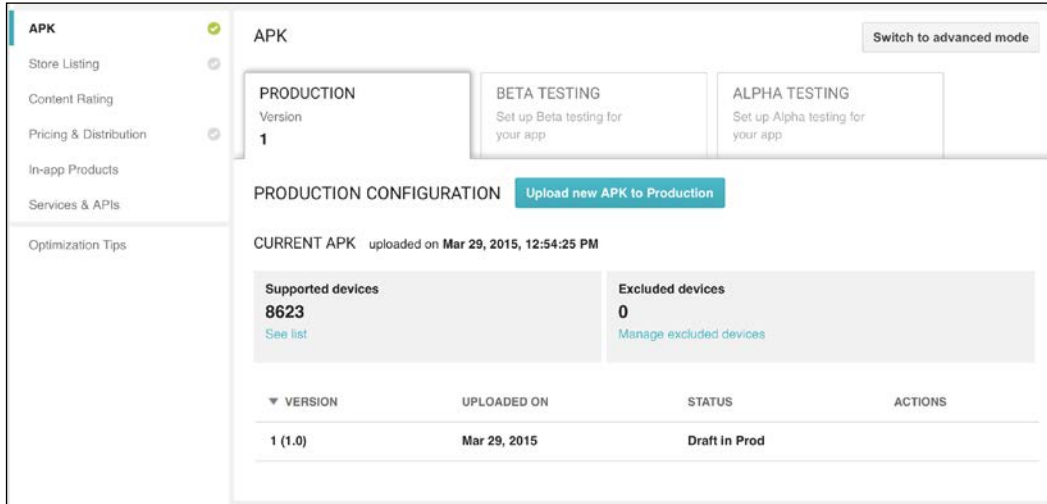 APK
Store Listing
Content Rating
Pricing & Distribution
In-app Products
Services & APIs
Optimization Tips
APK
Switch to advanced mode
PRODUCTION
Version
1
BETA TESTING
Set up Beta testing for
your app
ALPHA TESTING
Set up Alpha testing for
your app
PRODUCTION CONFIGURATION
Upload new APK to Production
CURRENT APK uploaded on Mar 29, 2015, 12:54:25 PM
Supported devices
8623
See list
Excluded devices
0
Manage excluded devices
VERSION UPLOADED ON STATUS ACTIONS
1 (1.0) Mar 29, 2015 Draft in Prod